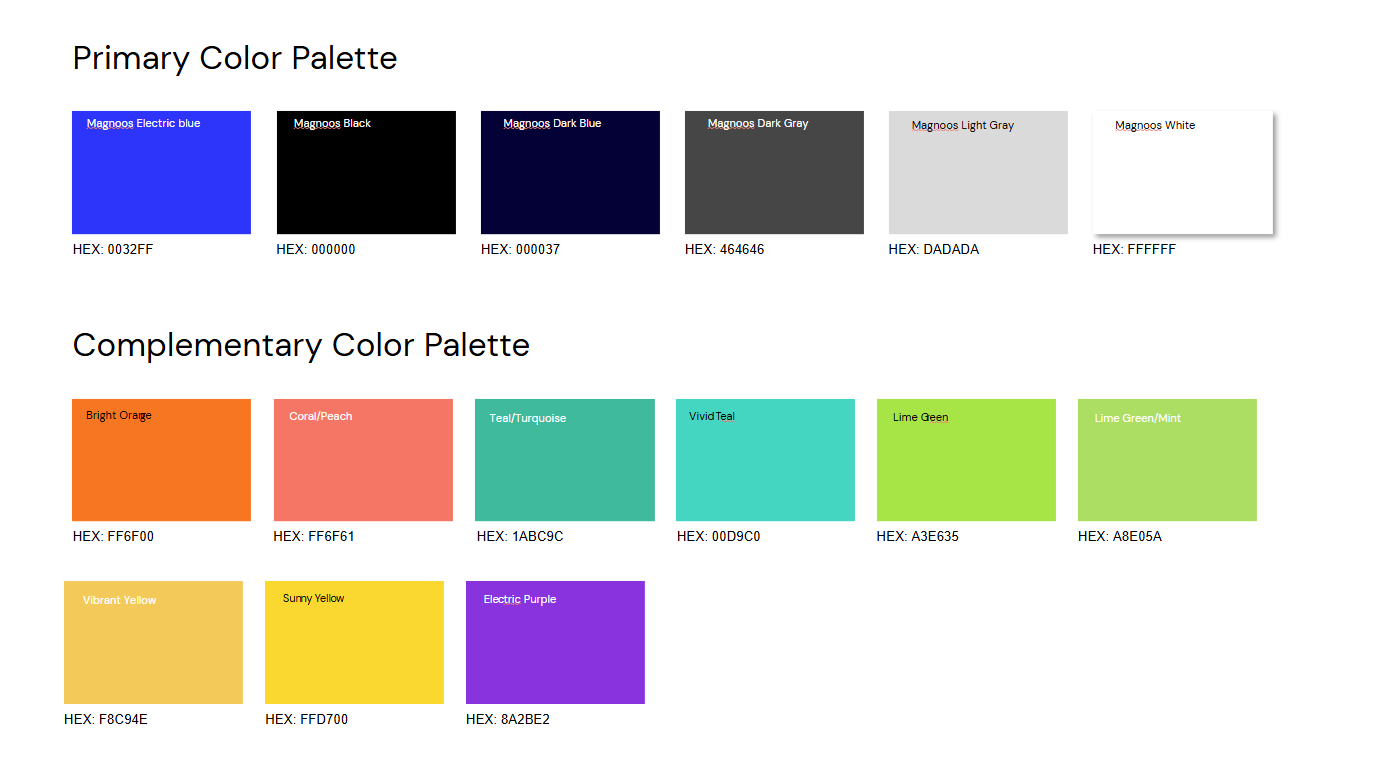 Primary Color Palette
Magnoos Electric blue
Magnoos Black
Magnoos Dark Blue
Magnoos Dark Gray
Magnoos Light Gray
Magnoos White
HEX: 0032FF
HEX: 000000
HEX: 000037
HEX: 464646
HEX: DADADA
HEX: FFFFFF
Complementary Color Palette
Bright Orange
Coral/Peach
Teal/Turquoise
Vivid Teal
Lime Green
Lime Green/Mint
HEX: FF6F00
HEX: FF6F61
HEX: 1ABC9C
HEX: 00D9C0
HEX: A3E635
HEX: A8E05A
Vibrant Yellow
Sunny Yellow
Electric Purple
HEX: F8C94E
HEX: FFD700
HEX: 8A2BE2